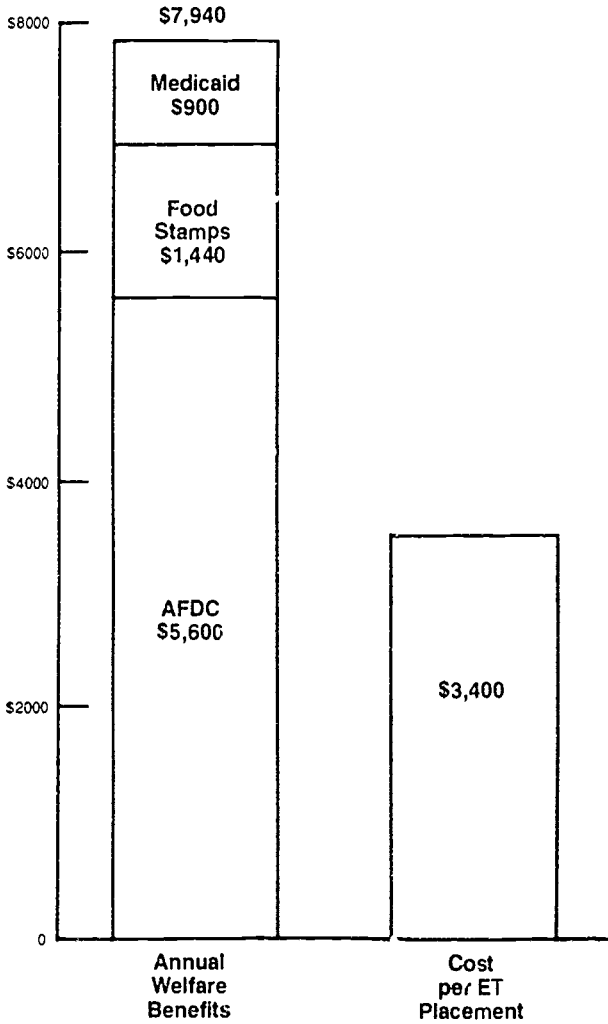 $8000
$7,940
Medicaid
$900
Food
Stamps
$1,440
$6000
$4000
AFDC
$5,600
$3,400
$2000
0
Annual
Welfare
Benefits
Cost
per ET
Placement